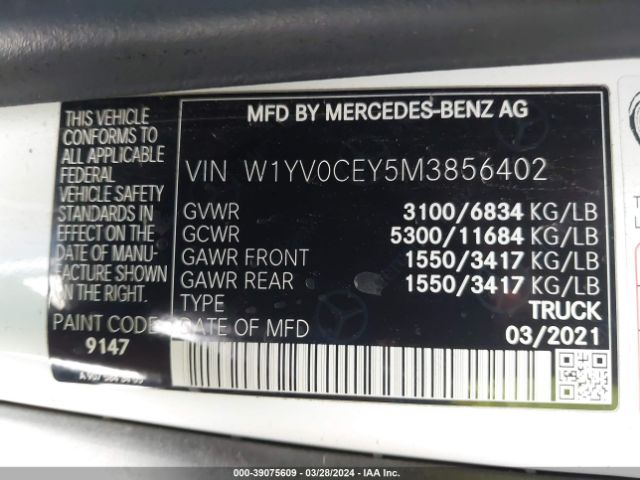 MFD BY MERCEDES-BENZ AG
THIS VEHICLE
CONFORMS TO
ALL APPLICABLE
FEDERAL
VEHICLE SAFETY
STANDARDS IN
EFFECT ON THE
DATE OF MANU-
FACTURE SHOWN
ON THE RIGHT.
PAINT CODE
9147
VIN W1YV0CEY5M3856402
GVWR 3100/6834 KG/LB
GCWR 5300/11684 KG/LB
GAWR FRONT 1550/3417 KG/LB
GAWR REAR 1550/3417 KG/LB
TYPE TRUCK
DATE OF MFD 03/2021
000-39075609 - 03/28/2024 - IAA Inc.